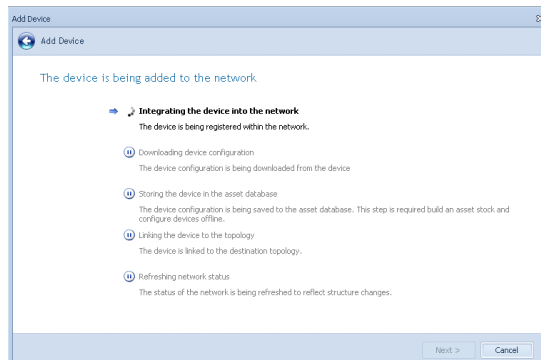 Add Device
Add Device
The device is being added to the network
Integrating the device into the network
The device is being registered within the network.
Downloading device configuration
The device configuration is being downloaded from the device
Storing the device in the asset database
The device configuration is being saved to the asset database. This step is required build an asset stock and
configure devices offline.
Linking the device to the topology
The device is linked to the destination topology.
Refreshing network status
The status of the network is being refreshed to reflect structure changes.
Next >
Cancel